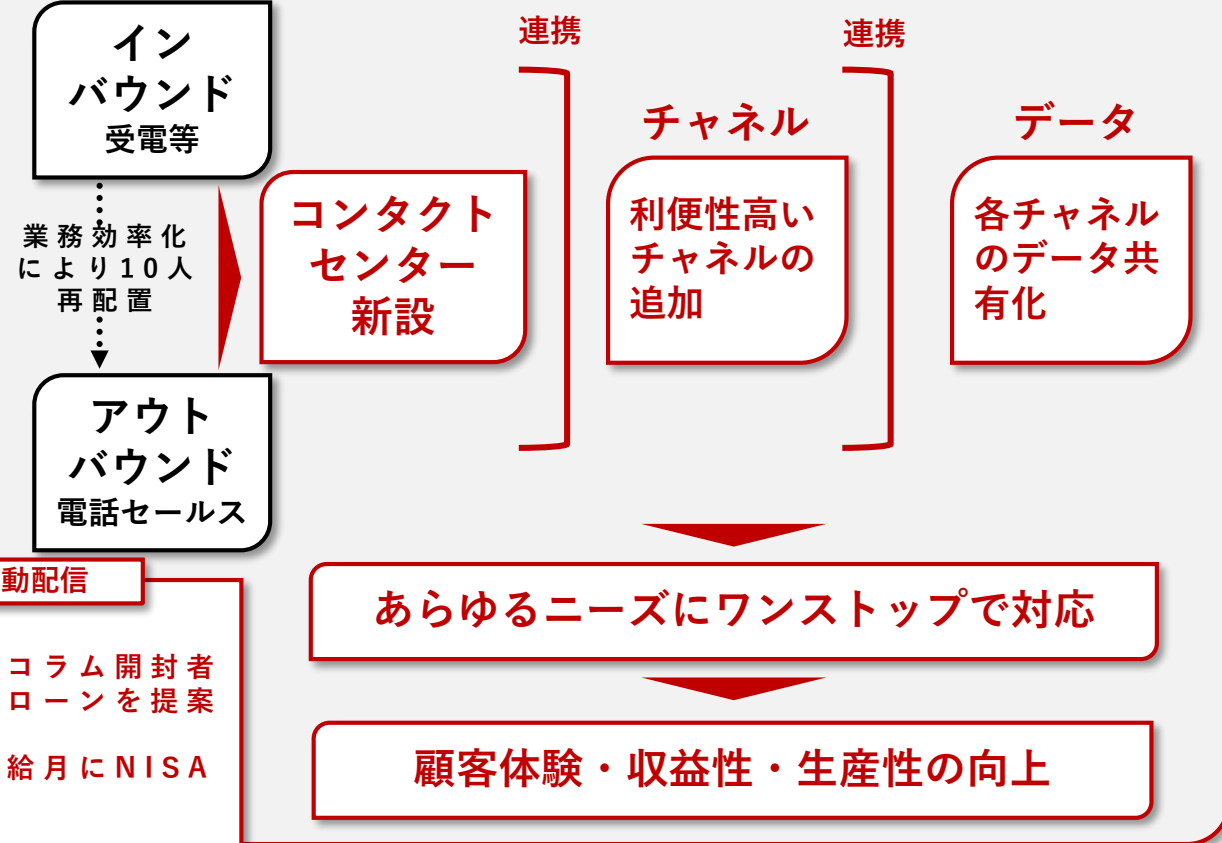 イン
バウンド
受電等
業務効率化
により10人
再配置
アウト
バウンド
電話セールス
コンタクト
センター
新設
連携
チャネル
利便性高い
チャネルの
追加
連携
データ
各チャネル
のデータ共
有化
あらゆるニーズにワンストップで対応
顧客体験・収益性・生産性の向上
動配信
コラム開封者
ローンを提案
給月にNISA